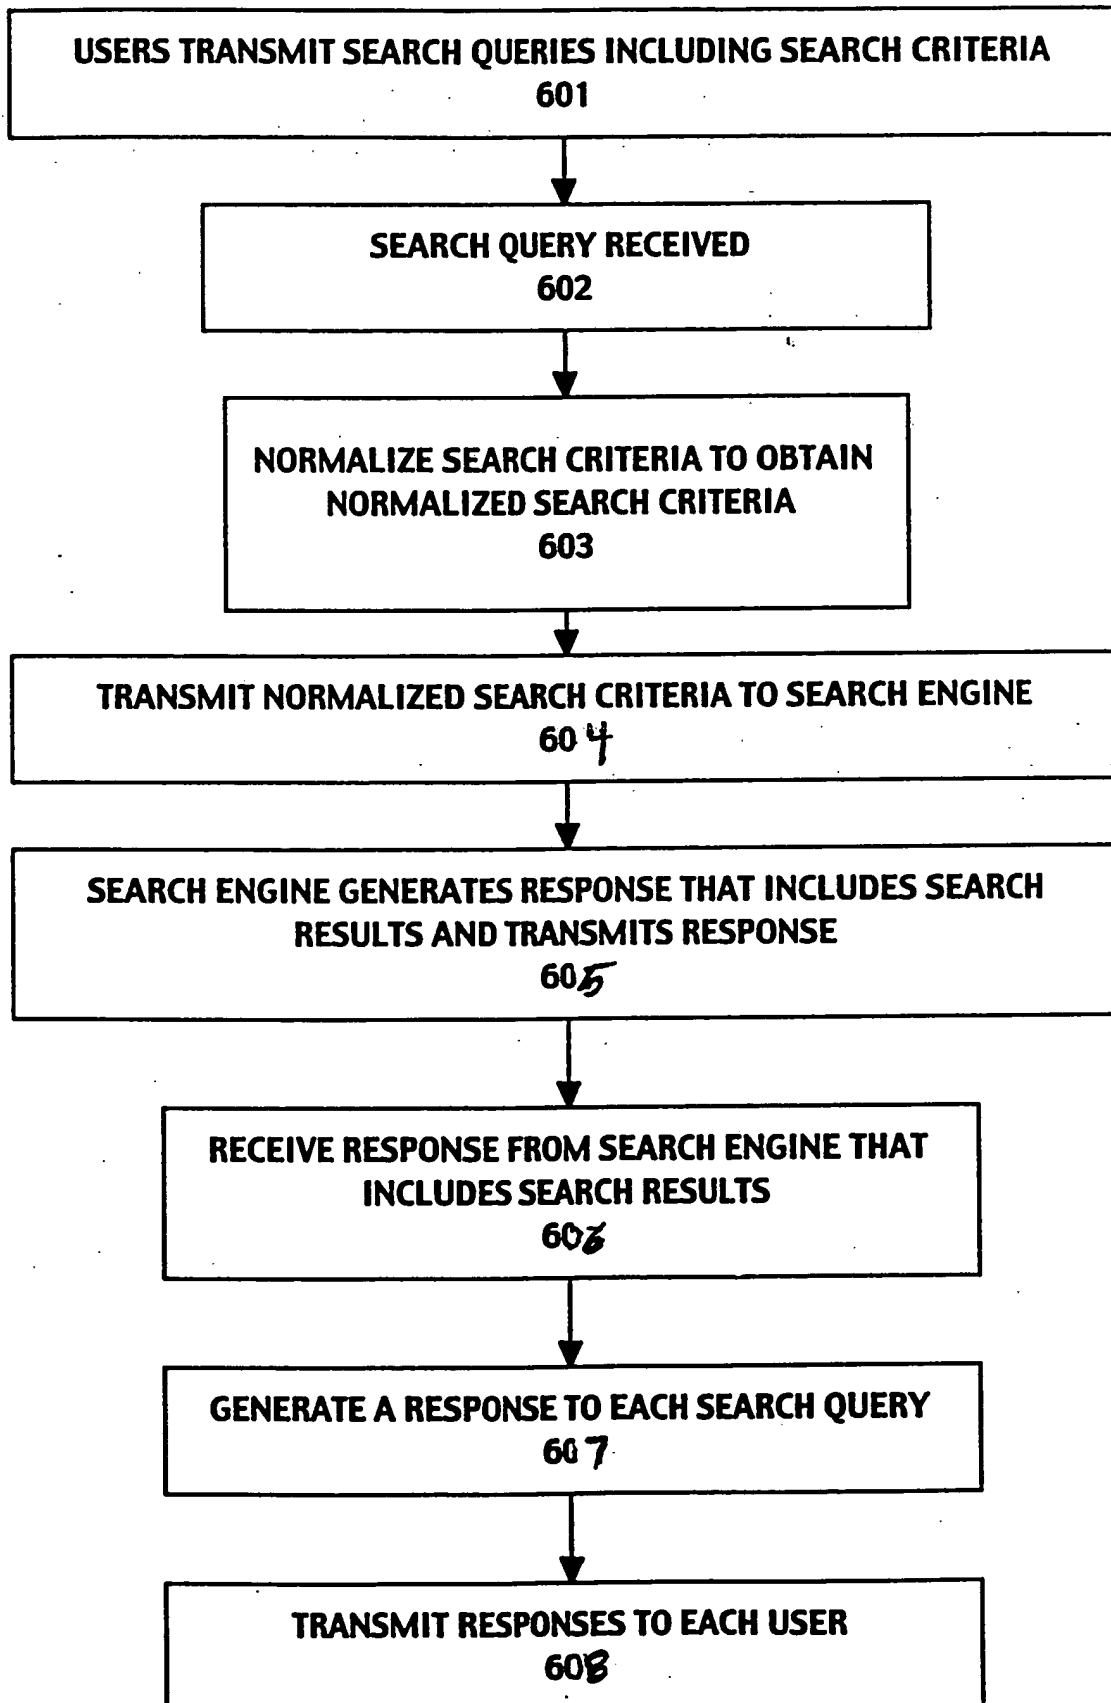 USERS TRANSMIT SEARCH QUERIES INCLUDING SEARCH CRITERIA
601
SEARCH QUERY RECEIVED
602
NORMALIZE SEARCH CRITERIA TO OBTAIN
NORMALIZED SEARCH CRITERIA
603
TRANSMIT NORMALIZED SEARCH CRITERIA TO SEARCH ENGINE
604
SEARCH ENGINE GENERATES RESPONSE THAT INCLUDES SEARCH
RESULTS AND TRANSMITS RESPONSE
605
RECEIVE RESPONSE FROM SEARCH ENGINE THAT
INCLUDES SEARCH RESULTS
606
GENERATE A RESPONSE TO EACH SEARCH QUERY
607
TRANSMIT RESPONSES TO EACH USER
608